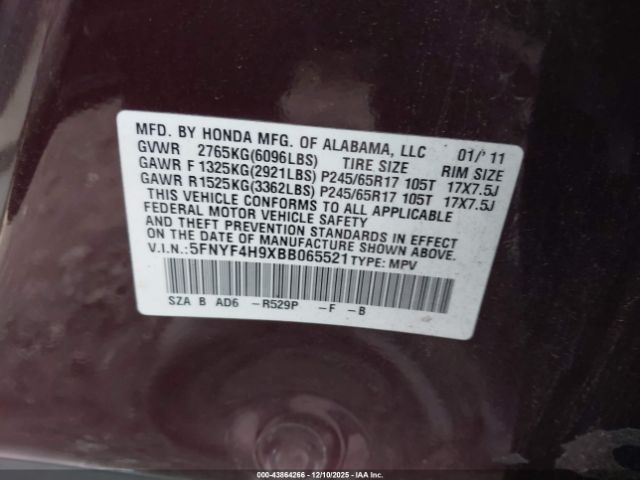 MFD. BY HONDA MFG. OF ALABAMA, LLC 01/'11
GVWR 2765KG(6096LBS) TIRE SIZE RIM SIZE
GAWR F 1325KG(2921LBS) P245/65R17 105T 17X7.5J
GAWR R 1525KG(3362LBS) P245/65R17 105T 17X7.5J
THIS VEHICLE CONFORMS TO ALL APPLICABLE
FEDERAL MOTOR VEHICLE SAFETY
AND THEFT PREVENTION STANDARDS IN EFFECT
ON THE DATE OF MANUFACTURE SHOWN ABOVE.
V.I.N.: 5FNYF4H9XBB065521 TYPE: MPV
SZA B AD6 -R529P -F -B
000-43864266 - 12/10/2025 - IAA Inc.